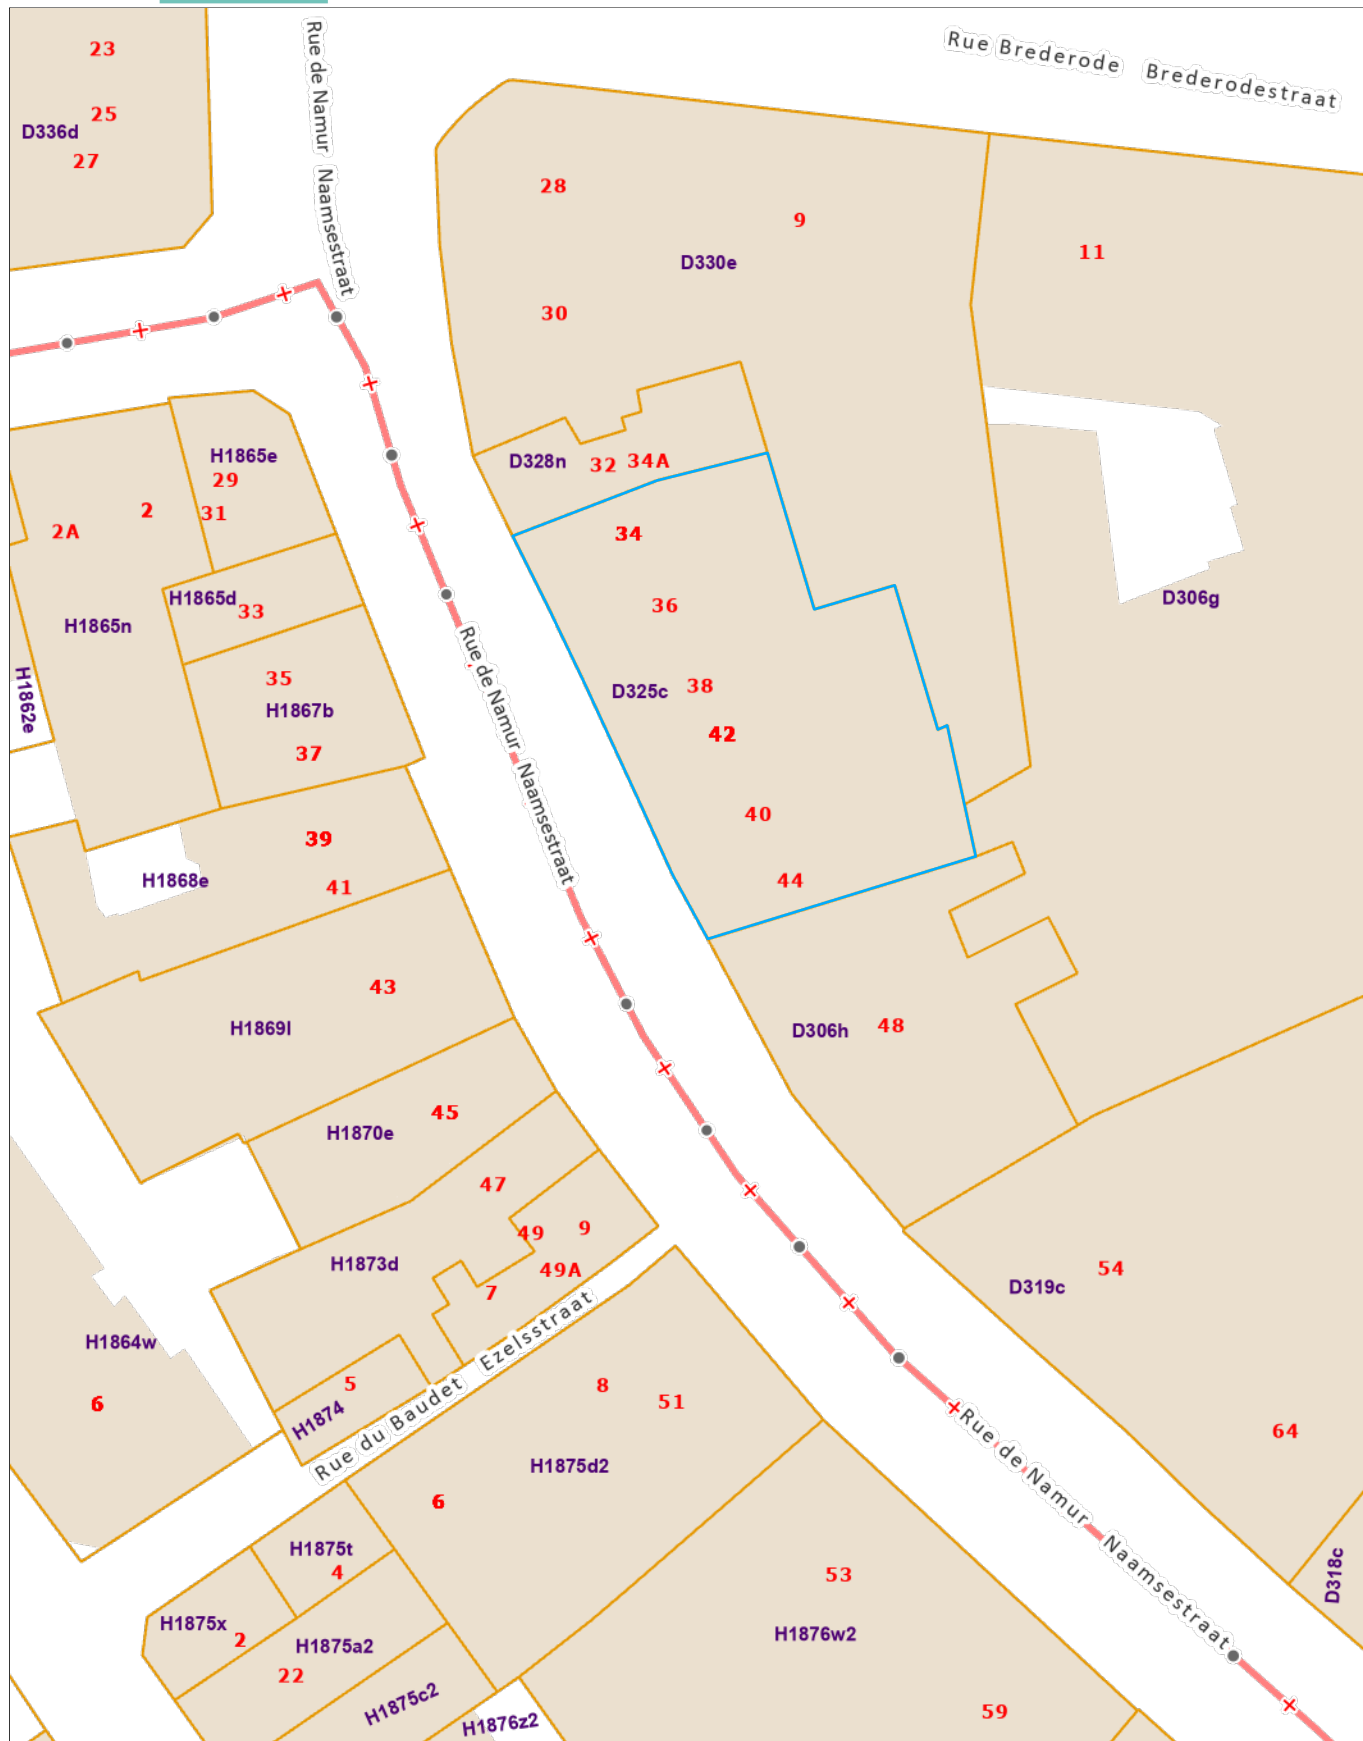 Rue Brederode Brederodestraat
Rue de Namur Naamsestraat
23
25
D336d
27
28
9
D330e
11
30
H1865e
29
31
2
2A
D328n
32
34A
34
36
H1865d
33
H1865n
D306g
35
H1867b
37
H1862e
Rue de Namur Naamsestraat
D325c
38
42
40
44
39
H1868e
41
43
H1869l
D306h
48
45
H1870e
47
49
9
49A
7
H1873d
54
D319c
H1864w
6
5
H1874
Rue du Baudet Ezelsstraat
8
51
64
H1875d2
6
Rue de Namur Naamsestraat
H1875t
4
53
D318c
H1875x
2
H1875a2
22
H1876w2
H1875c2
59
H1876z2